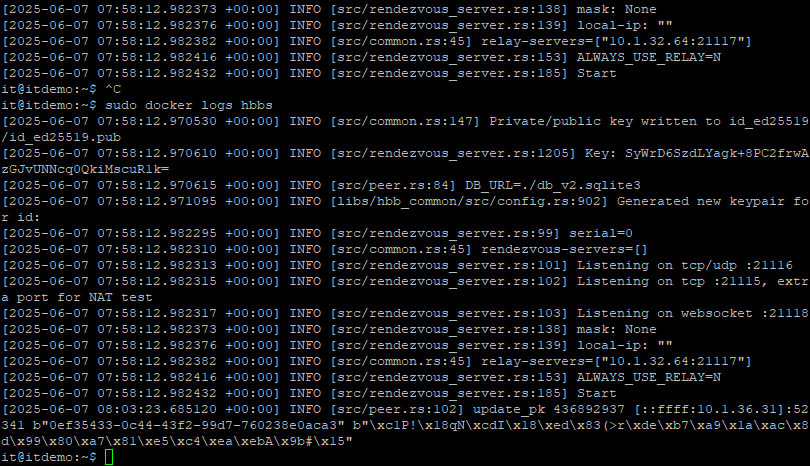 [2025-06-07 07:58:12.982373 +00:00] INFO [src/rendezvous_server.rs:138] mask: None
[2025-06-07 07:58:12.982376 +00:00] INFO [src/rendezvous_server.rs:139] local-ip: ""
[2025-06-07 07:58:12.982382 +00:00] INFO [src/common.rs:45] relay-servers=["10.1.32.64:21117"]
[2025-06-07 07:58:12.982416 +00:00] INFO [src/rendezvous_server.rs:153] ALWAYS_USE_RELAY=N
[2025-06-07 07:58:12.982432 +00:00] INFO [src/rendezvous_server.rs:185] Start
it@itdemo:~$ ^C
it@itdemo:~$ sudo docker logs hbbs
[2025-06-07 07:58:12.970530 +00:00] INFO [src/common.rs:147] Private/public key written to id_ed25519
/id_ed25519.pub
[2025-06-07 07:58:12.970610 +00:00] INFO [src/rendezvous_server.rs:1205] Key: SyWrD6SzdLYagk+8PC2frwA
zGJvUNNcq0QkiMscuRlk=
[2025-06-07 07:58:12.970615 +00:00] INFO [src/peer.rs:84] DB_URL=./db_v2.sqlite3
[2025-06-07 07:58:12.971095 +00:00] INFO [libs/hbb_common/src/config.rs:902] Generated new keypair fo
r id:
[2025-06-07 07:58:12.982295 +00:00] INFO [src/rendezvous_server.rs:99] serial=0
[2025-06-07 07:58:12.982310 +00:00] INFO [src/common.rs:45] rendezvous-servers=[]
[2025-06-07 07:58:12.982313 +00:00] INFO [src/rendezvous_server.rs:101] Listening on tcp/udp :21116
[2025-06-07 07:58:12.982315 +00:00] INFO [src/rendezvous_server.rs:102] Listening on tcp :21115, extr
a port for NAT test
[2025-06-07 07:58:12.982317 +00:00] INFO [src/rendezvous_server.rs:103] Listening on websocket :21118
[2025-06-07 07:58:12.982373 +00:00] INFO [src/rendezvous_server.rs:138] mask: None
[2025-06-07 07:58:12.982376 +00:00] INFO [src/rendezvous_server.rs:139] local-ip: ""
[2025-06-07 07:58:12.982382 +00:00] INFO [src/common.rs:45] relay-servers=["10.1.32.64:21117"]
[2025-06-07 07:58:12.982416 +00:00] INFO [src/rendezvous_server.rs:153] ALWAYS_USE_RELAY=N
[2025-06-07 07:58:12.982432 +00:00] INFO [src/rendezvous_server.rs:185] Start
[2025-06-07 08:03:23.685120 +00:00] INFO [src/peer.rs:102] update_pk 436892937 [::ffff:10.1.36.31]:52
341 b"0ef35433-0c44-43f2-99d7-760238e0aca3" b"\xc1P!\x18qN\xcdI\x18\xed\x83(>r\xde\xb7\xa9\x1a\xac\x8
d\x99\x80\xa7\x81\xe5\xc4\xea\xebA\x9b#\x15"
it@itdemo:~$